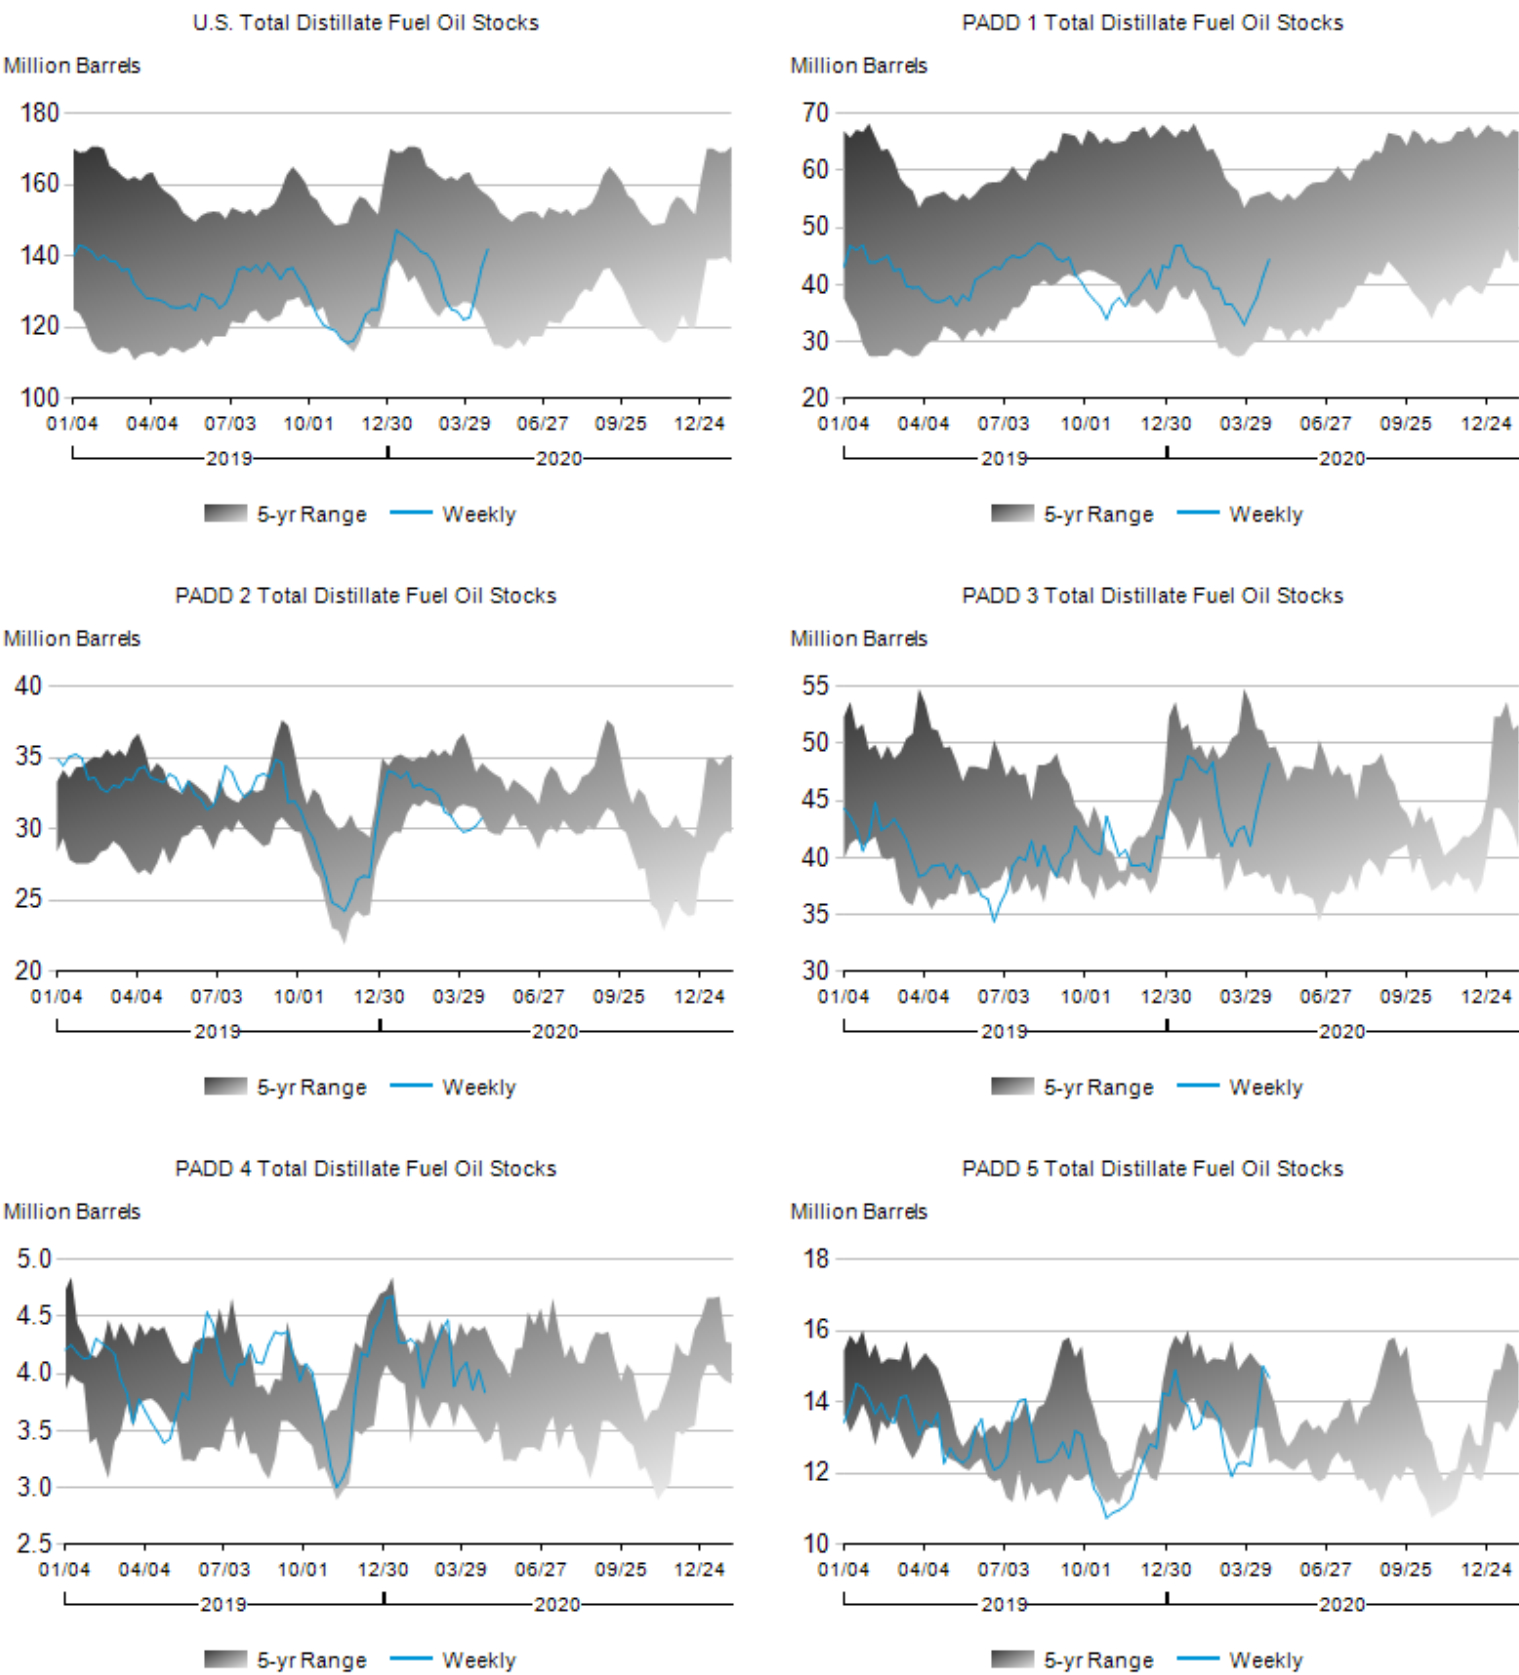 U.S. Total Distillate Fuel Oil Stocks
Million Barrels
180
160
140
120
100
01/04 04/04 07/03 10/01 12/30 03/29 06/27 09/25 12/24
2019 2020
5-yr Range Weekly
PADD 1 Total Distillate Fuel Oil Stocks
Million Barrels
70
60
50
40
30
20
01/04 04/04 07/03 10/01 12/30 03/29 06/27 09/25 12/24
2019 2020
5-yr Range Weekly
PADD 2 Total Distillate Fuel Oil Stocks
Million Barrels
40
35
30
25
20
01/04 04/04 07/03 10/01 12/30 03/29 06/27 09/25 12/24
2019 2020
5-yr Range Weekly
PADD 3 Total Distillate Fuel Oil Stocks
Million Barrels
55
50
45
40
35
30
01/04 04/04 07/03 10/01 12/30 03/29 06/27 09/25 12/24
2019 2020
5-yr Range Weekly
PADD 4 Total Distillate Fuel Oil Stocks
Million Barrels
5.0
4.5
4.0
3.5
3.0
2.5
01/04 04/04 07/03 10/01 12/30 03/29 06/27 09/25 12/24
2019 2020
5-yr Range Weekly
PADD 5 Total Distillate Fuel Oil Stocks
Million Barrels
18
16
14
12
10
01/04 04/04 07/03 10/01 12/30 03/29 06/27 09/25 12/24
2019 2020
5-yr Range Weekly